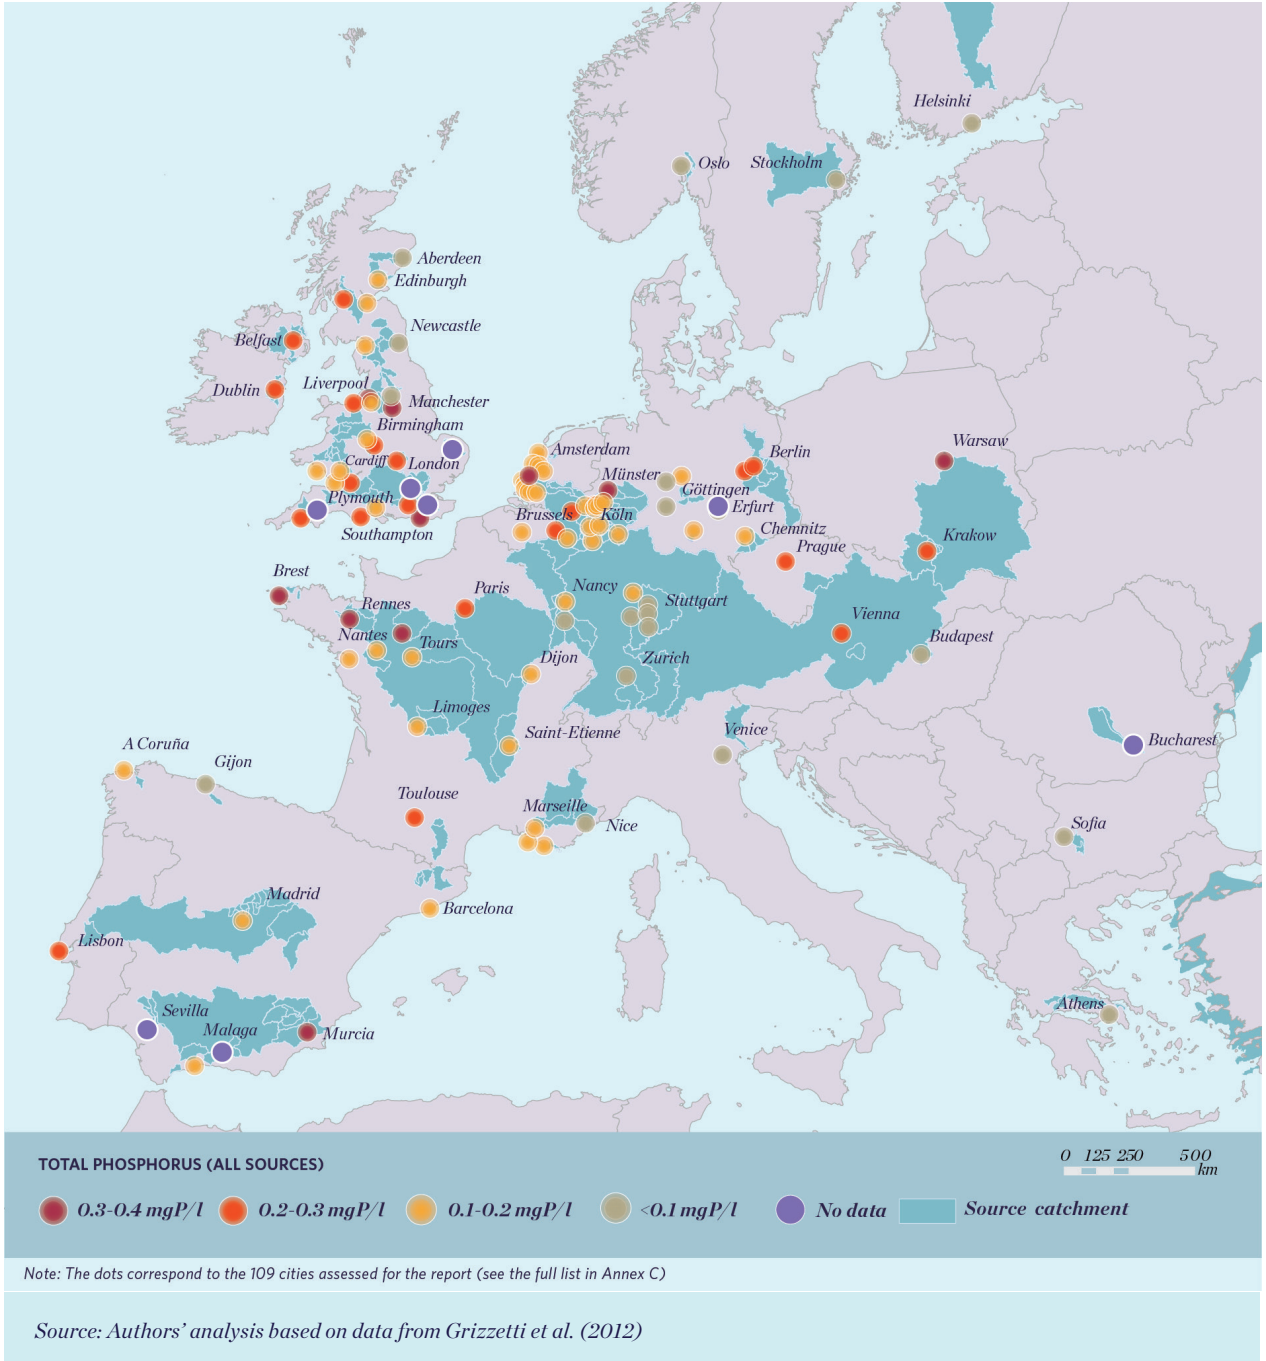 Helsinki
Oslo
Stockholm
Aberdeen
Edinburgh
Newcastle
Belfast
Dublin
Liverpool
Manchester
Birmingham
Cardiff
London
Plymouth
Southampton
Amsterdam
Münster
Göttingen
Berlin
Warsaw
Erfurt
Brussels
Köln
Chemnitz
Prague
Krakow
Brest
Rennes
Paris
Nancy
Stuttgart
Vienna
Nantes
Tours
Dijon
Zurich
Budapest
Limoges
Saint-Etienne
Venice
Bucharest
A Coruña
Gijon
Toulouse
Marseille
Nice
Sofia
Madrid
Barcelona
Lisbon
Sevilla
Malaga
Murcia
Athens
TOTAL PHOSPHORUS (ALL SOURCES)
0 125 250 500
km
0.3-0.4 mgP/l 0.2-0.3 mgP/l 0.1-0.2 mgP/l <0.1 mgP/l No data Source catchment
Note: The dots correspond to the 109 cities assessed for the report (see the full list in Annex C)
Source: Authors' analysis based on data from Grizzetti et al. (2012)